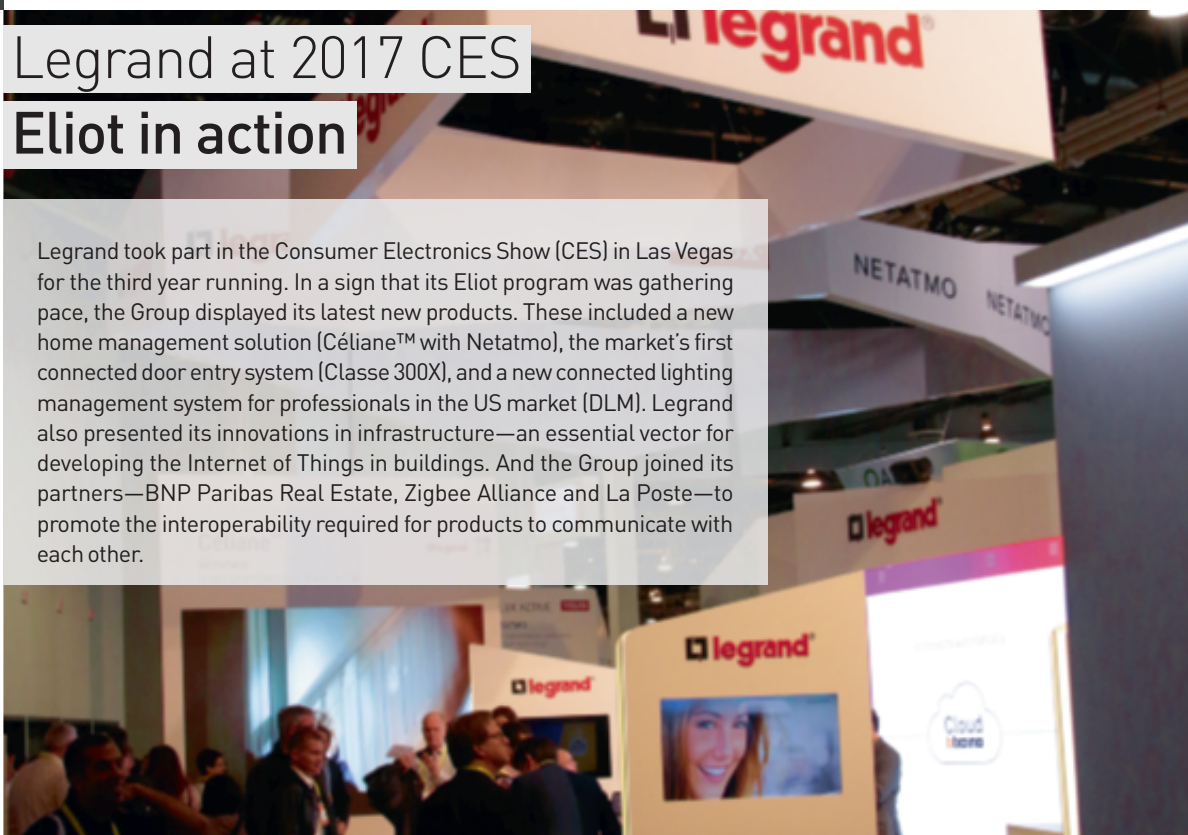 legrand®
Legrand at 2017 CES
Eliot in action
Legrand took part in the Consumer Electronics Show (CES) in Las Vegas
for the third year running. In a sign that its Eliot program was gathering
pace, the Group displayed its latest new products. These included a new
home management solution (Céliane™ with Netatmo), the market’s first
connected door entry system (Classe 300X), and a new connected lighting
management system for professionals in the US market (DLM). Legrand
also presented its innovations in infrastructure—an essential vector for
developing the Internet of Things in buildings. And the Group joined its
partners—BNP Paribas Real Estate, Zigbee Alliance and La Poste—to
promote the interoperability required for products to communicate with
each other.
NETATMO NETATMO
legrand®
legrand®
legrand®
Céliane
Cloud